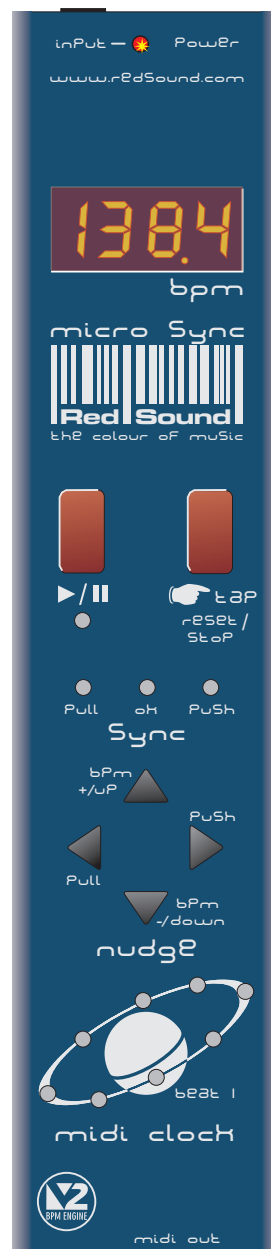 inPut Power
www.redSound.com
138.4
bpm
micro Sync
Red Sound
the colour of muSic
/
tap
reSet/
StoP
Pull ok PuSh
Sync
bPm
+/uP
PuSh
Pull
bPm
-/down
nudge
beat 1
midi clock
V2
BPM ENGINE
midi out